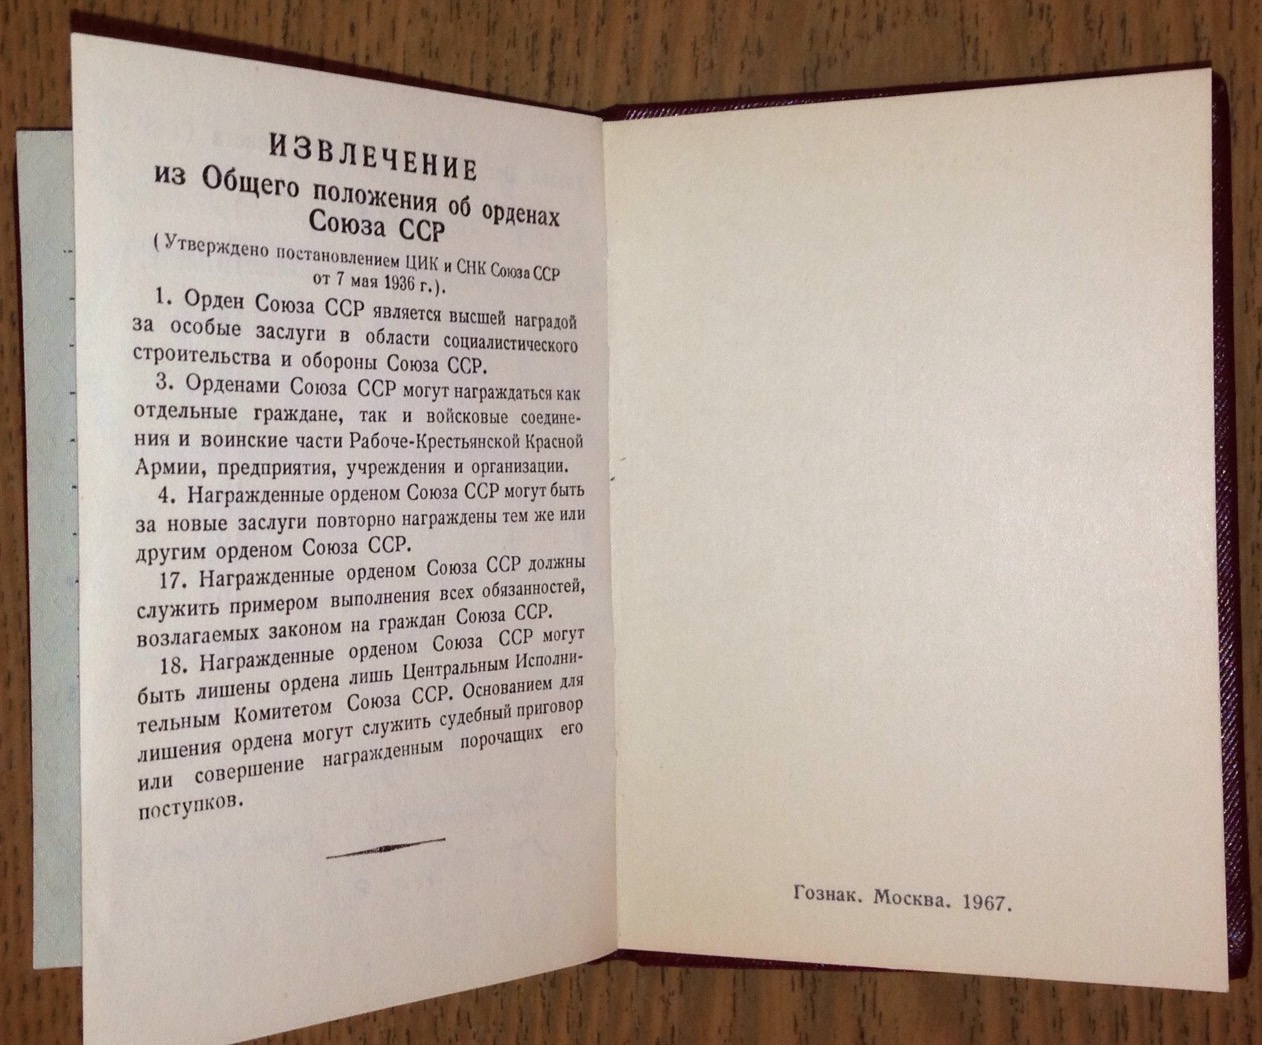 ИЗВЛЕЧЕНИЕ
из Общего положения об орденах
Союза ССР
(Утверждено постановлением ЦИК и СНК Союза ССР
от 7 мая 1936 г.).
1. Орден Союза ССР является высшей наградой
за особые заслуги в области социалистического
строительства и обороны Союза ССР.
3. Орденами Союза ССР могут награждаться как
отдельные граждане, так и войсковые соедине-
ния и воинские части Рабоче-Крестьянской Красной
Армии, предприятия, учреждения и организации.
4. Награжденные орденом Союза ССР могут быть
за новые заслуги повторно награждены тем же или
другим орденом Союза ССР.
17. Награжденные орденом Союза ССР должны
служить примером выполнения всех обязанностей,
возлагаемых законом на граждан Союза ССР.
18. Награжденные орденом Союза ССР могут
быть лишены ордена лишь Центральным Исполни-
тельным Комитетом Союза ССР. Основанием для
лишения ордена могут служить судебный приговор
или совершение награжденным порочащих его
поступков.
Гознак. Москва. 1967.